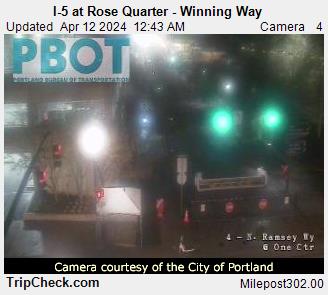 I-5 at Rose Quarter - Winning Way
Updated Apr 12 2024 12:43 AM Camera 4
PBOT
PORTLAND BUREAU OF TRANSPORTATION
4 - N. Ramsey Wy
@ One Ctr
Camera courtesy of the City of Portland
TripCheck.com Milepost302.00